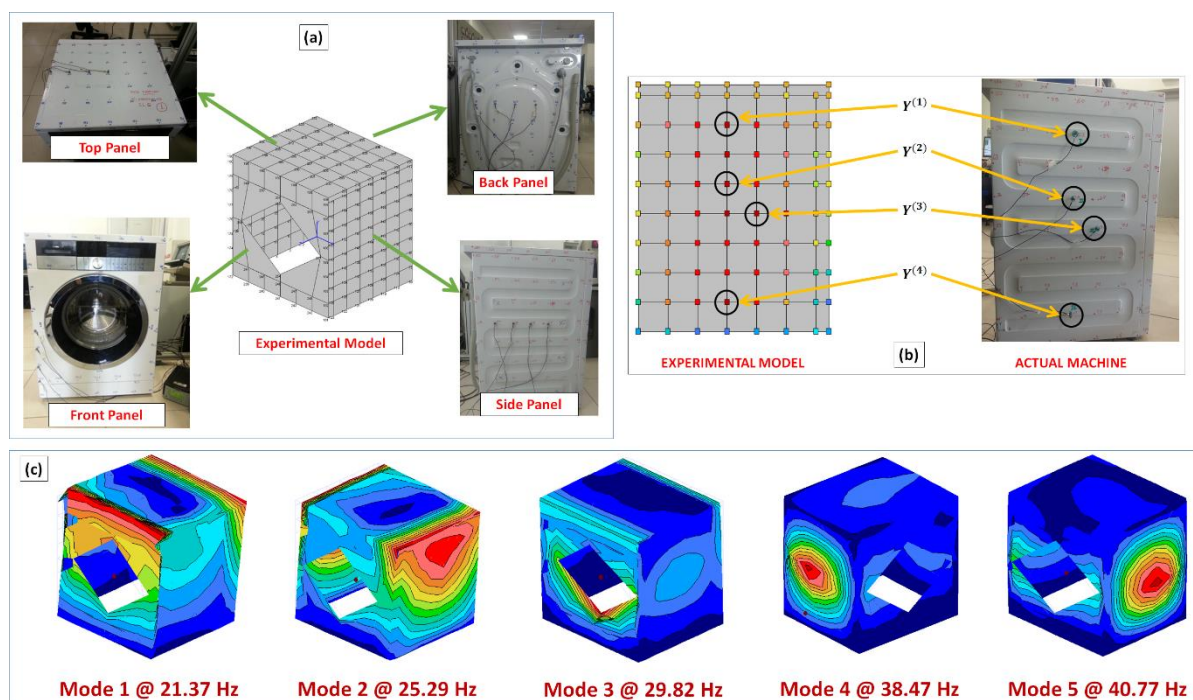 (a)
Top Panel
Back Panel
Experimental Model
Front Panel
Side Panel
Y(1)
Y(2)
Y(3)
Y(4)
EXPERIMENTAL MODEL
(b)
ACTUAL MACHINE
(c)
Mode 1 @ 21.37 Hz
Mode 2 @ 25.29 Hz
Mode 3 @ 29.82 Hz
Mode 4 @ 38.47 Hz
Mode 5 @ 40.77 Hz